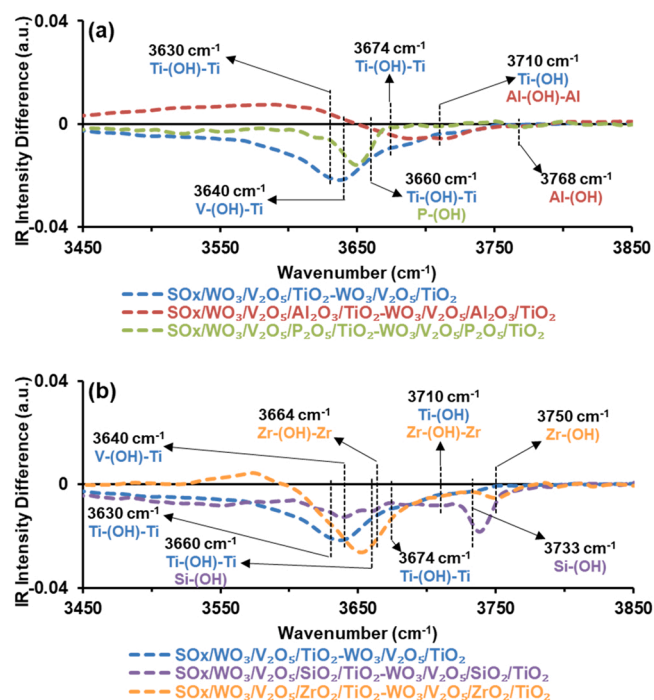 (a)
0.04
3630 cm⁻¹
Ti-(OH)-Ti
3674 cm⁻¹
Ti-(OH)-Ti
3710 cm⁻¹
Ti-(OH)
Al-(OH)-Al
0
3640 cm⁻¹
V-(OH)-Ti
3660 cm⁻¹
Ti-(OH)-Ti
P-(OH)
3768 cm⁻¹
Al-(OH)
-0.04
IR Intensity Difference (a.u.)
3450 3550 3650 3750 3850
Wavenumber (cm⁻¹)
SOx/WO₃/V₂O₅/TiO₂-WO₃/V₂O₅/TiO₂
SOx/WO₃/V₂O₅/Al₂O₃/TiO₂-WO₃/V₂O₅/Al₂O₃/TiO₂
SOx/WO₃/V₂O₅/P₂O₅/TiO₂-WO₃/V₂O₅/P₂O₅/TiO₂
(b)
0.04
3640 cm⁻¹
V-(OH)-Ti
3664 cm⁻¹
Zr-(OH)-Zr
3710 cm⁻¹
Ti-(OH)
Zr-(OH)-Zr
3750 cm⁻¹
Zr-(OH)
0
3630 cm⁻¹
Ti-(OH)-Ti
3660 cm⁻¹
Ti-(OH)-Ti
Si-(OH)
3674 cm⁻¹
Ti-(OH)-Ti
3733 cm⁻¹
Si-(OH)
-0.04
IR Intensity Difference (a.u.)
3450 3550 3650 3750 3850
Wavenumber (cm⁻¹)
SOx/WO₃/V₂O₅/TiO₂-WO₃/V₂O₅/TiO₂
SOx/WO₃/V₂O₅/SiO₂/TiO₂-WO₃/V₂O₅/SiO₂/TiO₂
SOx/WO₃/V₂O₅/ZrO₂/TiO₂-WO₃/V₂O₅/ZrO₂/TiO₂